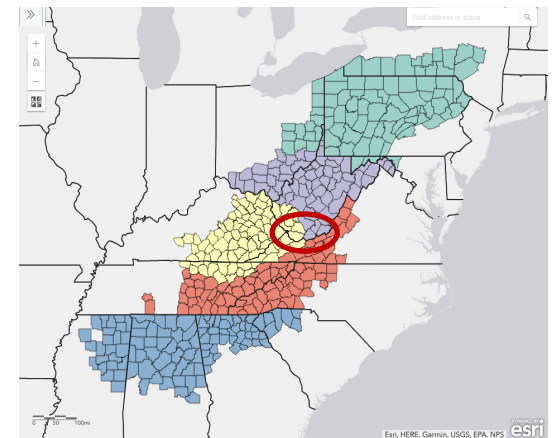 Find address or place
0 50 100mi
Esri, HERE, Garmin, USGS, EPA, NPS
POWERED BY
esri